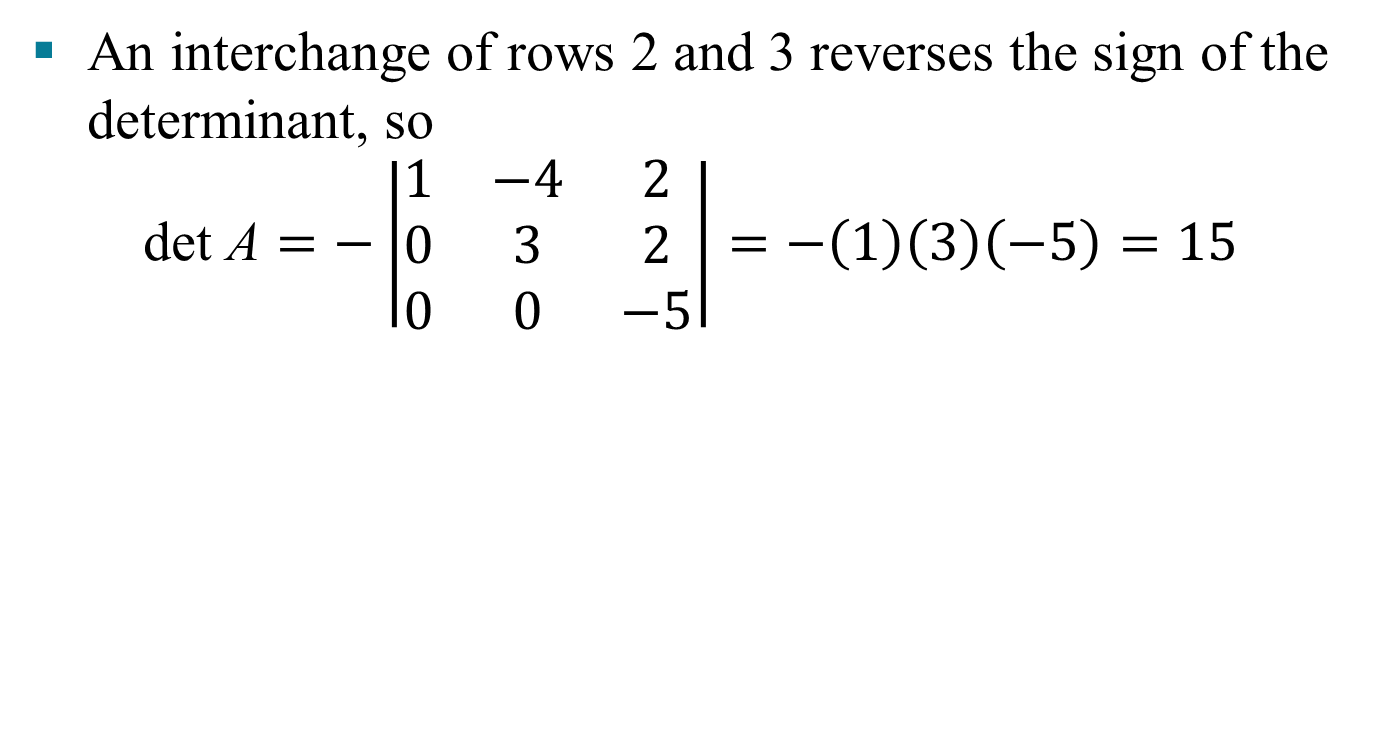 ▪ An interchange of rows 2 and 3 reverses the sign of the
determinant, so
det A = − |1 −4 2; 0 3 2; 0 0 −5| = −(1)(3)(−5) = 15